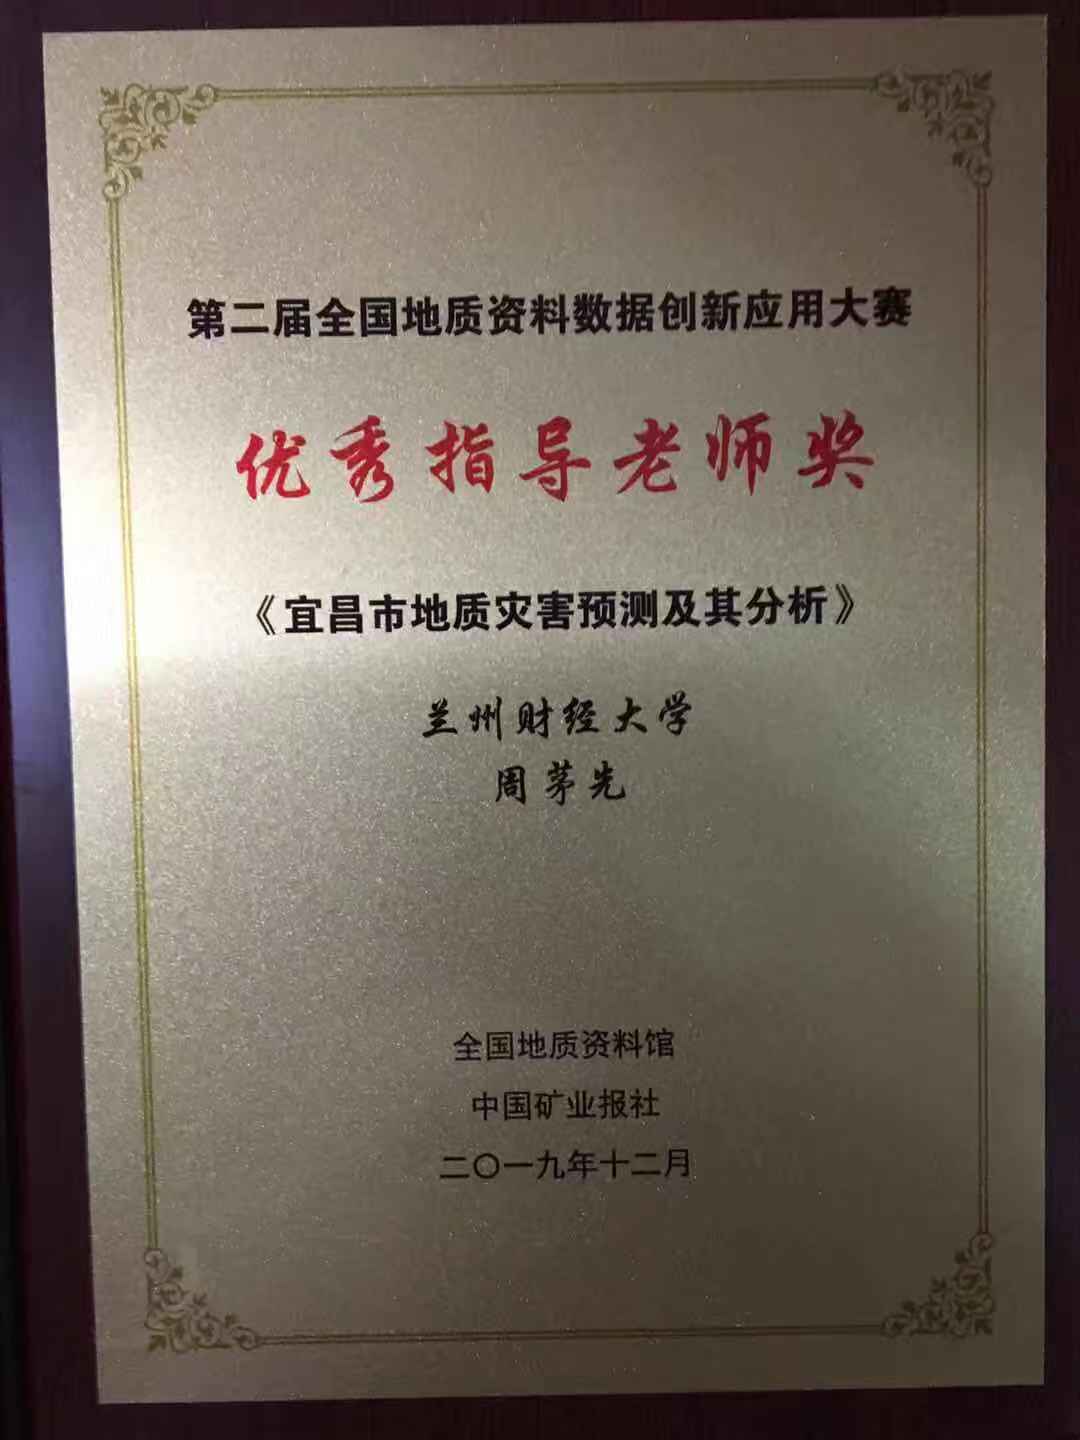 第二届全国地质资料数据创新应用大赛
优秀指导老师奖
《宜昌市地质灾害预测及其分析》
兰州财经大学
周茅先
全国地质资料馆
中国矿业报社
二〇一九年十二月